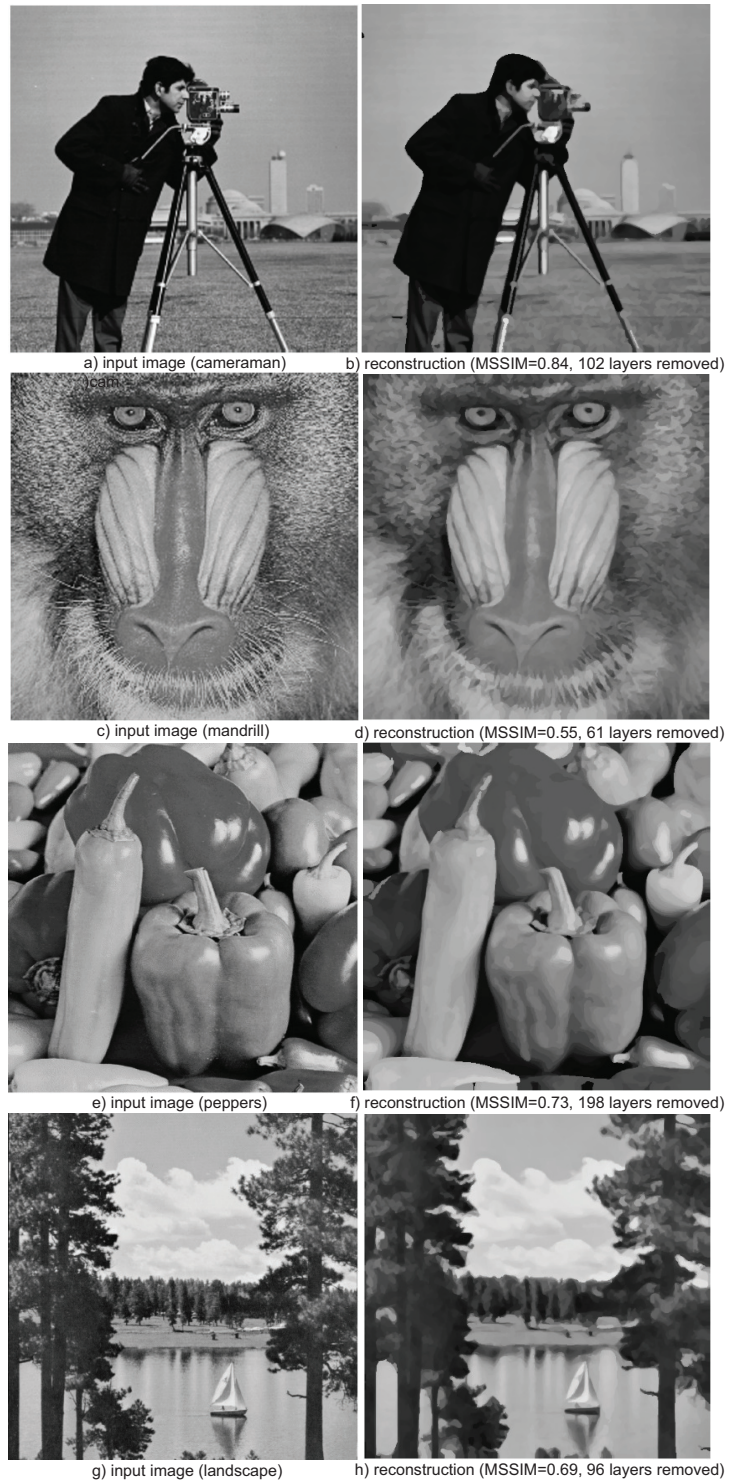 a) input image (cameraman)
b) reconstruction (MSSIM=0.84, 102 layers removed)
)cam
c) input image (mandrill)
d) reconstruction (MSSIM=0.55, 61 layers removed)
e) input image (peppers)
f) reconstruction (MSSIM=0.73, 198 layers removed)
g) input image (landscape)
h) reconstruction (MSSIM=0.69, 96 layers removed)